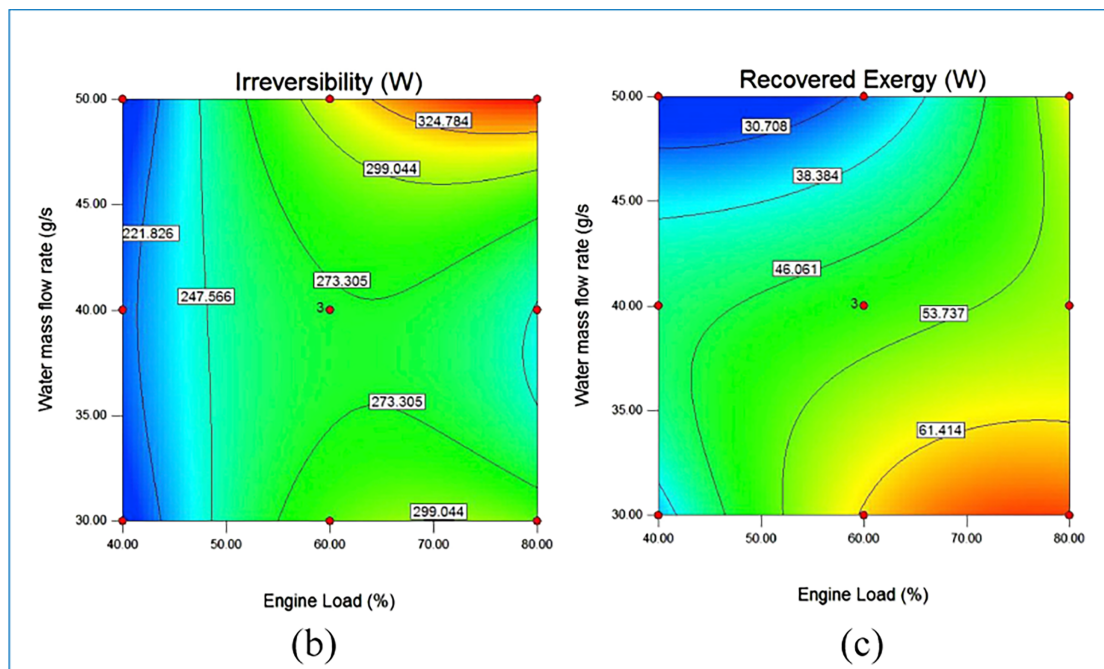 Irreversibility (W)
50.00
45.00
40.00
35.00
30.00
Water mass flow rate (g/s
324.784
299.044
221.826
273.305
247.566
3
273.305
299.044
40.00 50.00 60.00 70.00 80.00
Engine Load (%)
(b)
Recovered Exergy (W)
50.00
45.00
40.00
35.00
30.00
Water mass flow rate (g/s
30.708
38.384
46.061
3
53.737
61.414
40.00 50.00 60.00 70.00 80.00
Engine Load (%)
(c)